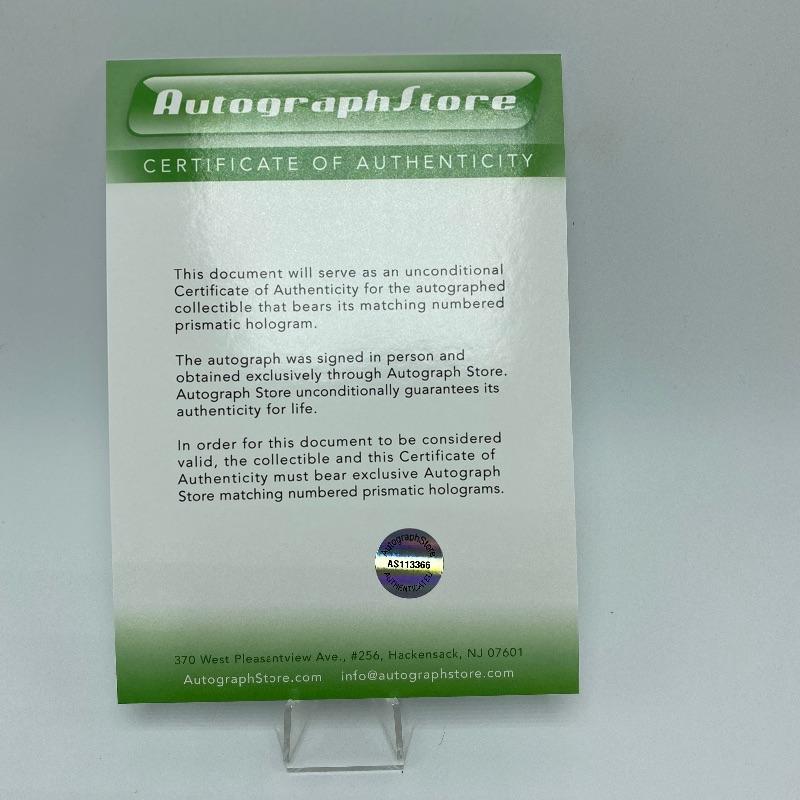 AutographStore
CERTIFICATE OF AUTHENTICITY
This document will serve as an unconditional
Certificate of Authenticity for the autographed
collectible that bears its matching numbered
prismatic hologram.
The autograph was signed in person and
obtained exclusively through Autograph Store.
Autograph Store unconditionally guarantees its
authenticity for life.
In order for this document to be considered
valid, the collectible and this Certificate of
Authenticity must bear exclusive Autograph
Store matching numbered prismatic holograms.
AutographStore
AS113366
AUTHENTICATED
370 West Pleasantview Ave., #256, Hackensack, NJ 07601
AutographStore.com info@autographstore.com